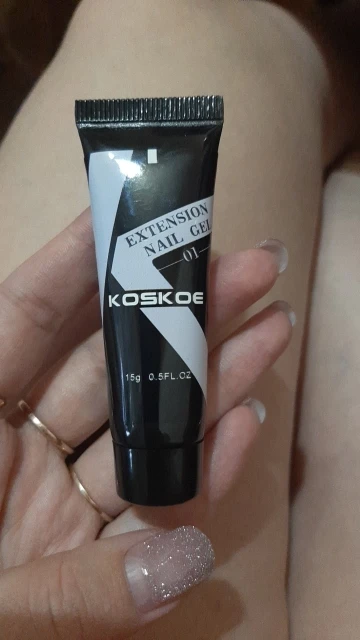 EXTENSION
NAIL GEL
01
KOSKOE
15g 0.5FL.OZ